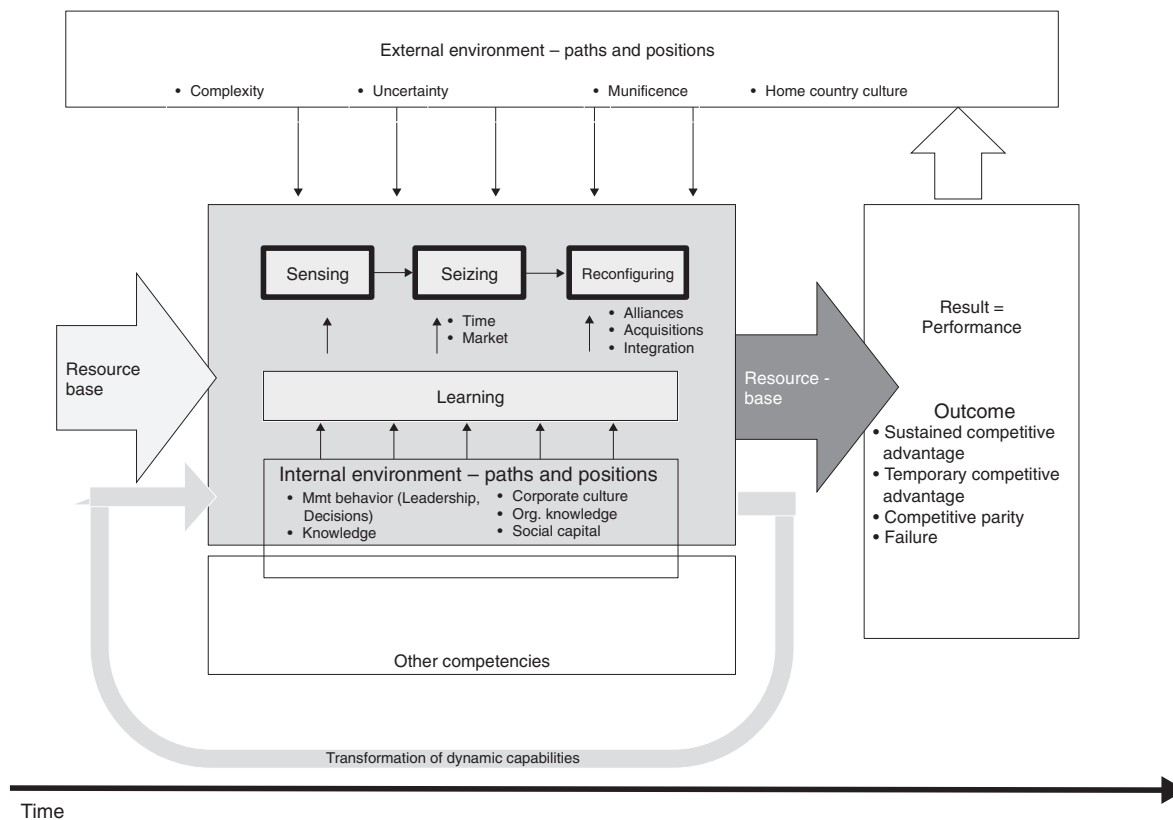 External environment – paths and positions
• Complexity
• Uncertainty
• Munificence
• Home country culture
Sensing
Seizing
Reconfiguring
• Time
• Market
• Alliances
• Acquisitions
• Integration
Resource
base
Learning
Resource -
base
Result =
Performance
Outcome
• Sustained competitive
advantage
• Temporary competitive
advantage
• Competitive parity
• Failure
Internal environment – paths and positions
• Mmt behavior (Leadership,
Decisions)
• Knowledge
• Corporate culture
• Org. knowledge
• Social capital
Other competencies
Transformation of dynamic capabilities
Time